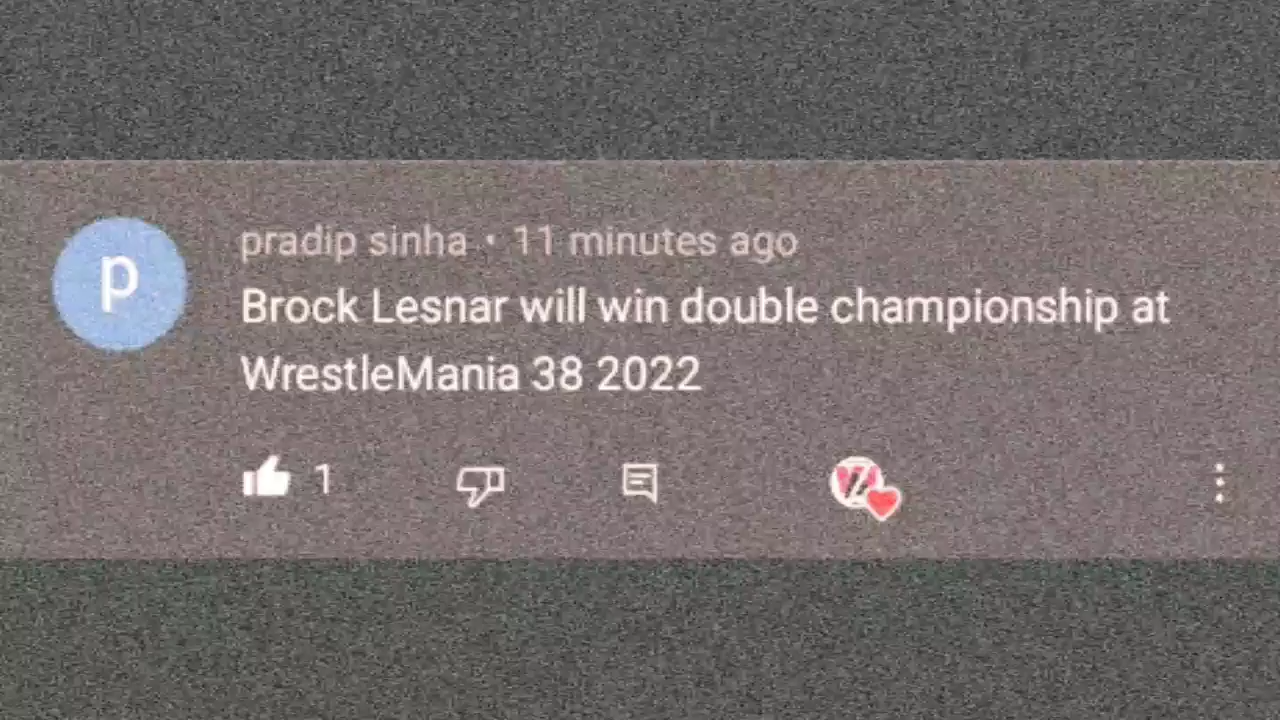 p
pradip sinha · 11 minutes ago
Brock Lesnar will win double championship at
WrestleMania 38 2022
1